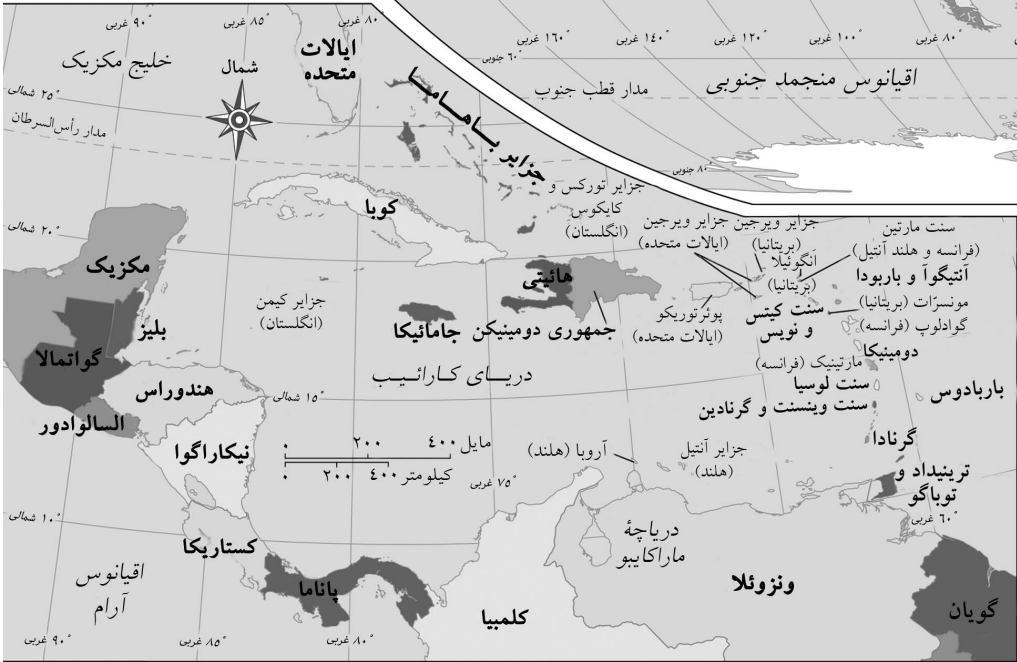 ۹۰° غربی
۸۵° غربی
۸۰° غربی
۱۶۰° غربی
۱۴۰° غربی
۱۲۰° غربی
۱۰۰° غربی
۸۰° غربی
۶۰° جنوبی
خلیج مکزیک
شمال
ایالات
متحده
مدار قطب جنوب
اقیانوس منجمد جنوبی
۲۵° شمالی
مدار رأس‌السرطان
جزایر باهاما
۸۰ جنوبی
جزایر تورکس و
کایکوس
(انگلستان)
کوبا
۲۰° شمالی
جزایر ویرجین
(ایالات متحده)
جزایر ویرجین
(بریتانیا)
انگوئیلا
(بریتانیا)
سنت مارتین
(فرانسه و هلند آنتیل)
آنتیگوآ و باربودا
مونسرّات (بریتانیا)
گوادلوپ (فرانسه)
مکزیک
بلیز
گواتمالا
جزایر کیمن
(انگلستان)
جامائیکا
هائیتی
جمهوری دومینیکن
پوئرتوریکو
(ایالات متحده)
سنت کیتس
و نویس
دومینیکا
مارتینیک (فرانسه)
سنت لوسیا
سنت وینسنت و گرنادین
باربادوس
گرنادا
دریـــای کـارائـیـب
هندوراس
۱۵° شمالی
السالوادور
نیکاراگوا
۰ ۲۰۰ ۴۰۰ مایل
۰ ۲۰۰ ۴۰۰ کیلومتر
۷۵° غربی
آروبا (هلند)
جزایر آنتیل
(هلند)
ترینیداد و
توباگو
۶۰° غربی
۱۰° شمالی
کستاریکا
دریاچهٔ
ماراکایبو
اقیانوس
آرام
پاناما
کلمبیا
ونزوئلا
گویان
۹۰° غربی
۸۵° غربی
۸۰° غربی